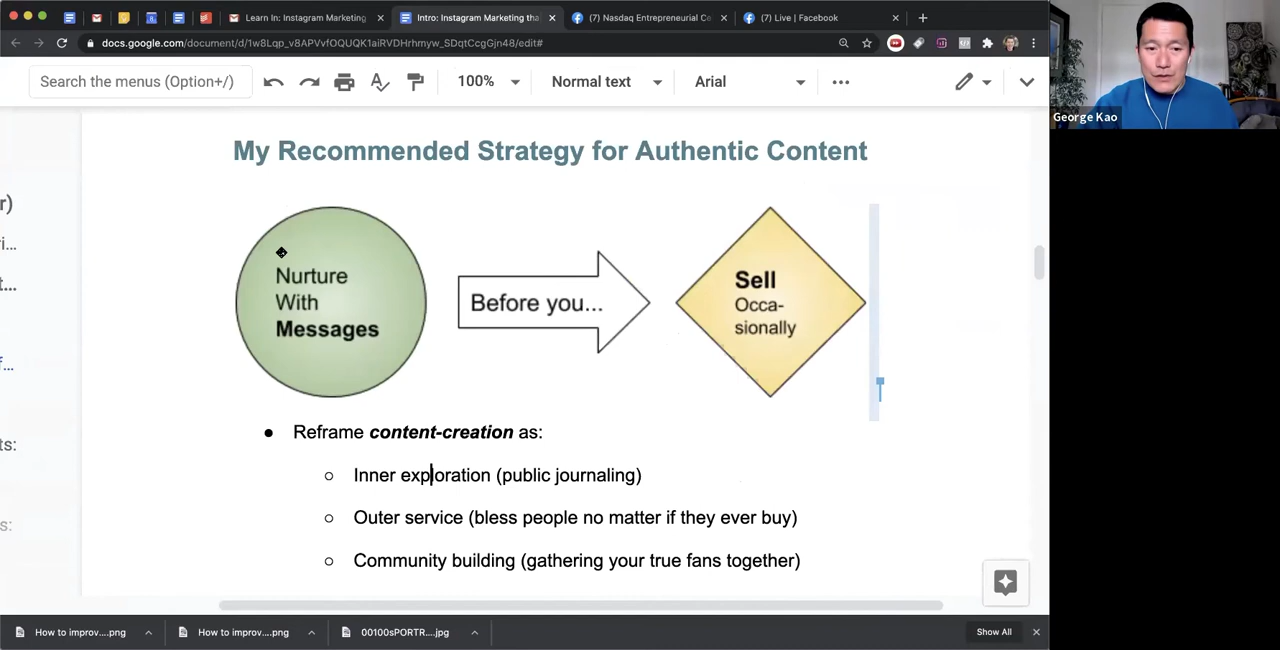 Learn In: Instagram Marketing
Intro: Instagram Marketing tha
(7) Nasdaq Entrepreneurial Ce
(7) Live | Facebook
docs.google.com/document/d/1w8Lqp_v8APVvfOQUQK1aiRVDHrhmyw_SDqtCcgGjn48/edit#
Search the menus (Option+/)
100%
Normal text
Arial
George Kao
My Recommended Strategy for Authentic Content
r)
ri...
t...
f...
ts:
s:
Nurture
With
Messages
Before you...
Sell
Occa-
sionally
Reframe content-creation as:
Inner exploration (public journaling)
Outer service (bless people no matter if they ever buy)
Community building (gathering your true fans together)
How to improv....png
How to improv....png
00100sPORTR....jpg
Show All